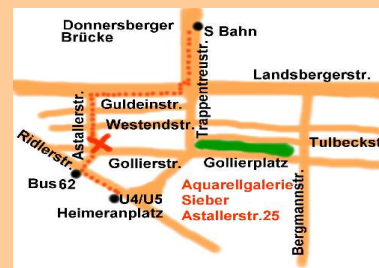 Donnersberger
Brücke
S Bahn
Landsbergerstr.
Trappentreustr.
Astallerstr.
Guldeinstr.
Westendstr.
Tulbeckst
Ridlerstr.
Gollierstr.
Gollierplatz
Bus 62
U4/U5
Heimeranplatz
Aquarellgalerie
Sieber
Astallerstr.25
Bergmannstr.